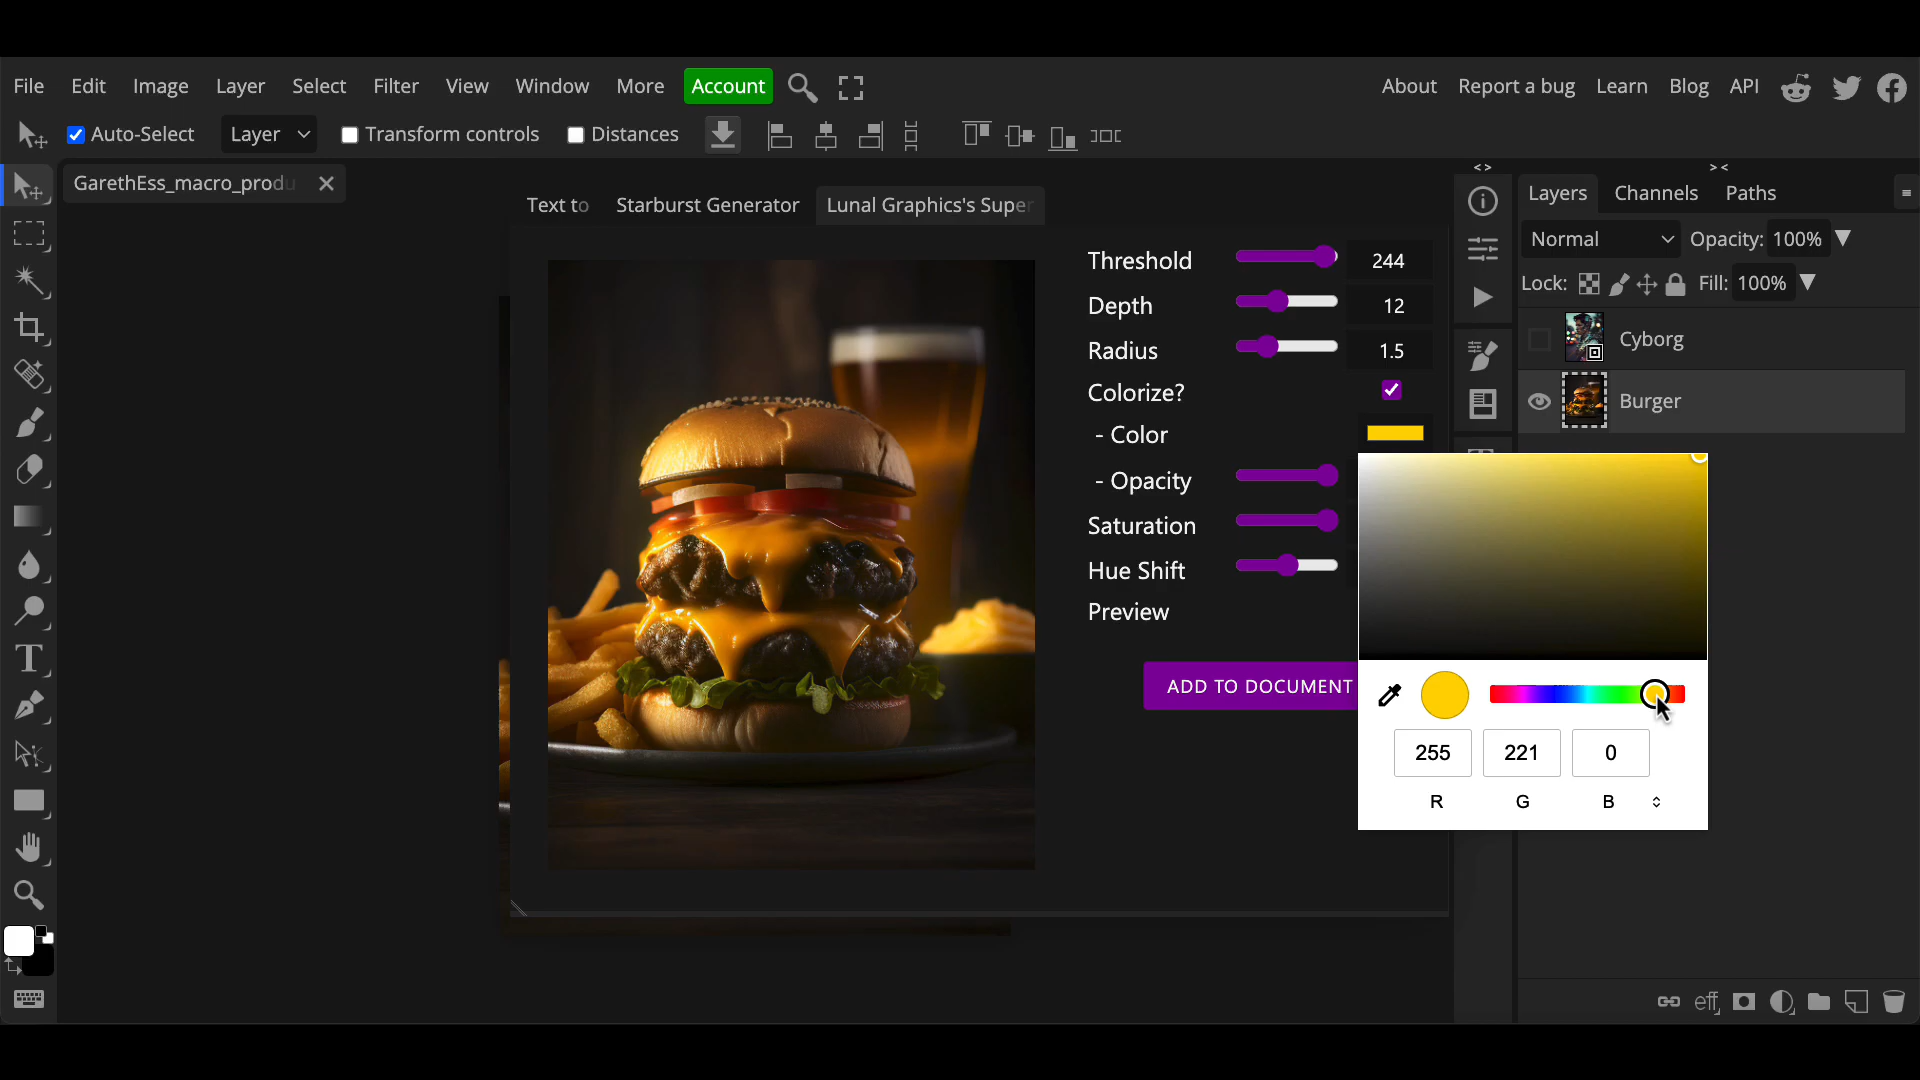 File Edit Image Layer Select Filter View Window More Account About Report a bug Learn Blog API
Auto-Select Layer Transform controls Distances
GarethEss_macro_produ
Text to Starburst Generator Lunal Graphics's Super
Threshold 244
Depth 12
Radius 1.5
Colorize?
- Color
- Opacity
Saturation
Hue Shift
Preview
ADD TO DOCUMENT
255 221 0
R G B
Layers Channels Paths
Normal Opacity: 100%
Lock: Fill: 100%
Cyborg
Burger
eff